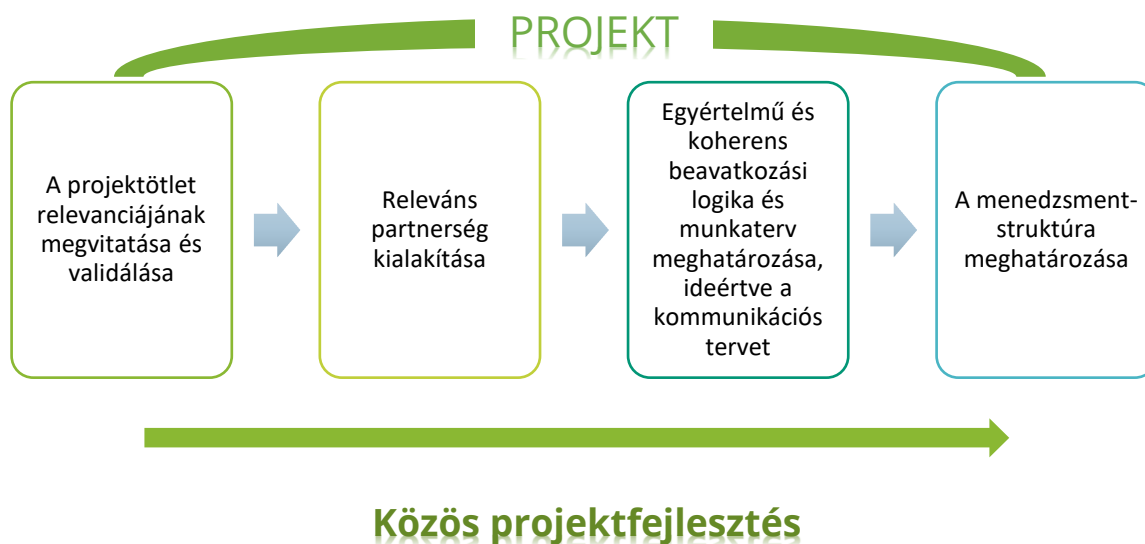 PROJEKT
A projektötlet
relevanciájának
megvitatása és
validálása
Releváns
partnerség
kialakítása
Egyértelmű és
koherens
beavatkozási
logika és
munkaterv
meghatározása,
ideértve a
kommunikációs
tervet
A menedzsment-
struktúra
meghatározása
Közös projektfejlesztés